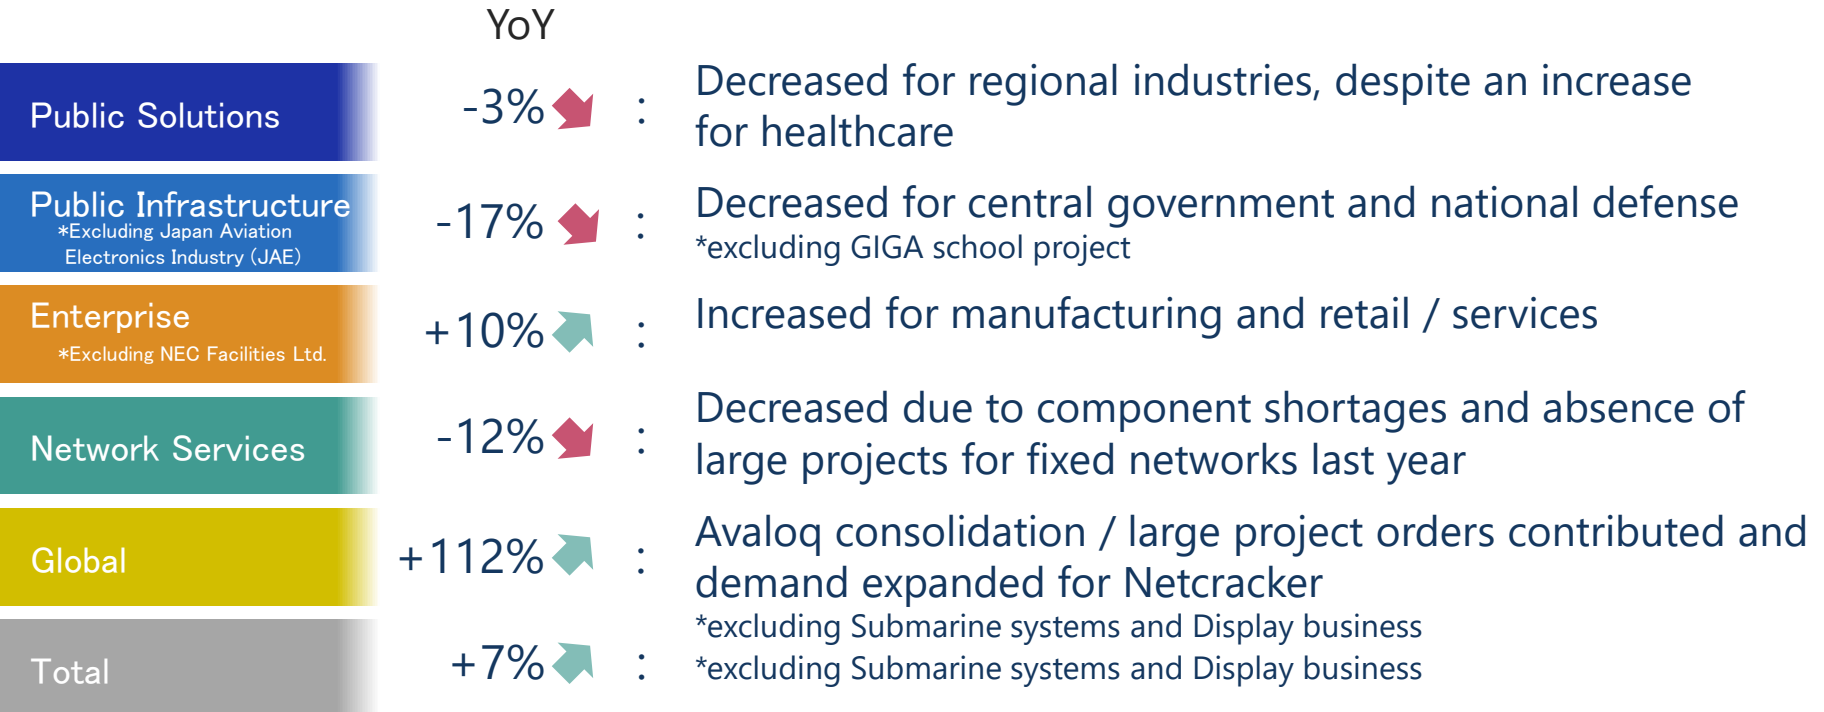 YoY
Public Solutions
-3%
:
Decreased for regional industries, despite an increase
for healthcare
Public Infrastructure
*Excluding Japan Aviation
Electronics Industry (JAE)
-17%
:
Decreased for central government and national defense
*excluding GIGA school project
Enterprise
*Excluding NEC Facilities Ltd.
+10%
:
Increased for manufacturing and retail / services
Network Services
-12%
:
Decreased due to component shortages and absence of
large projects for fixed networks last year
Global
+112%
:
Avaloq consolidation / large project orders contributed and
demand expanded for Netcracker
*excluding Submarine systems and Display business
Total
+7%
:
*excluding Submarine systems and Display business